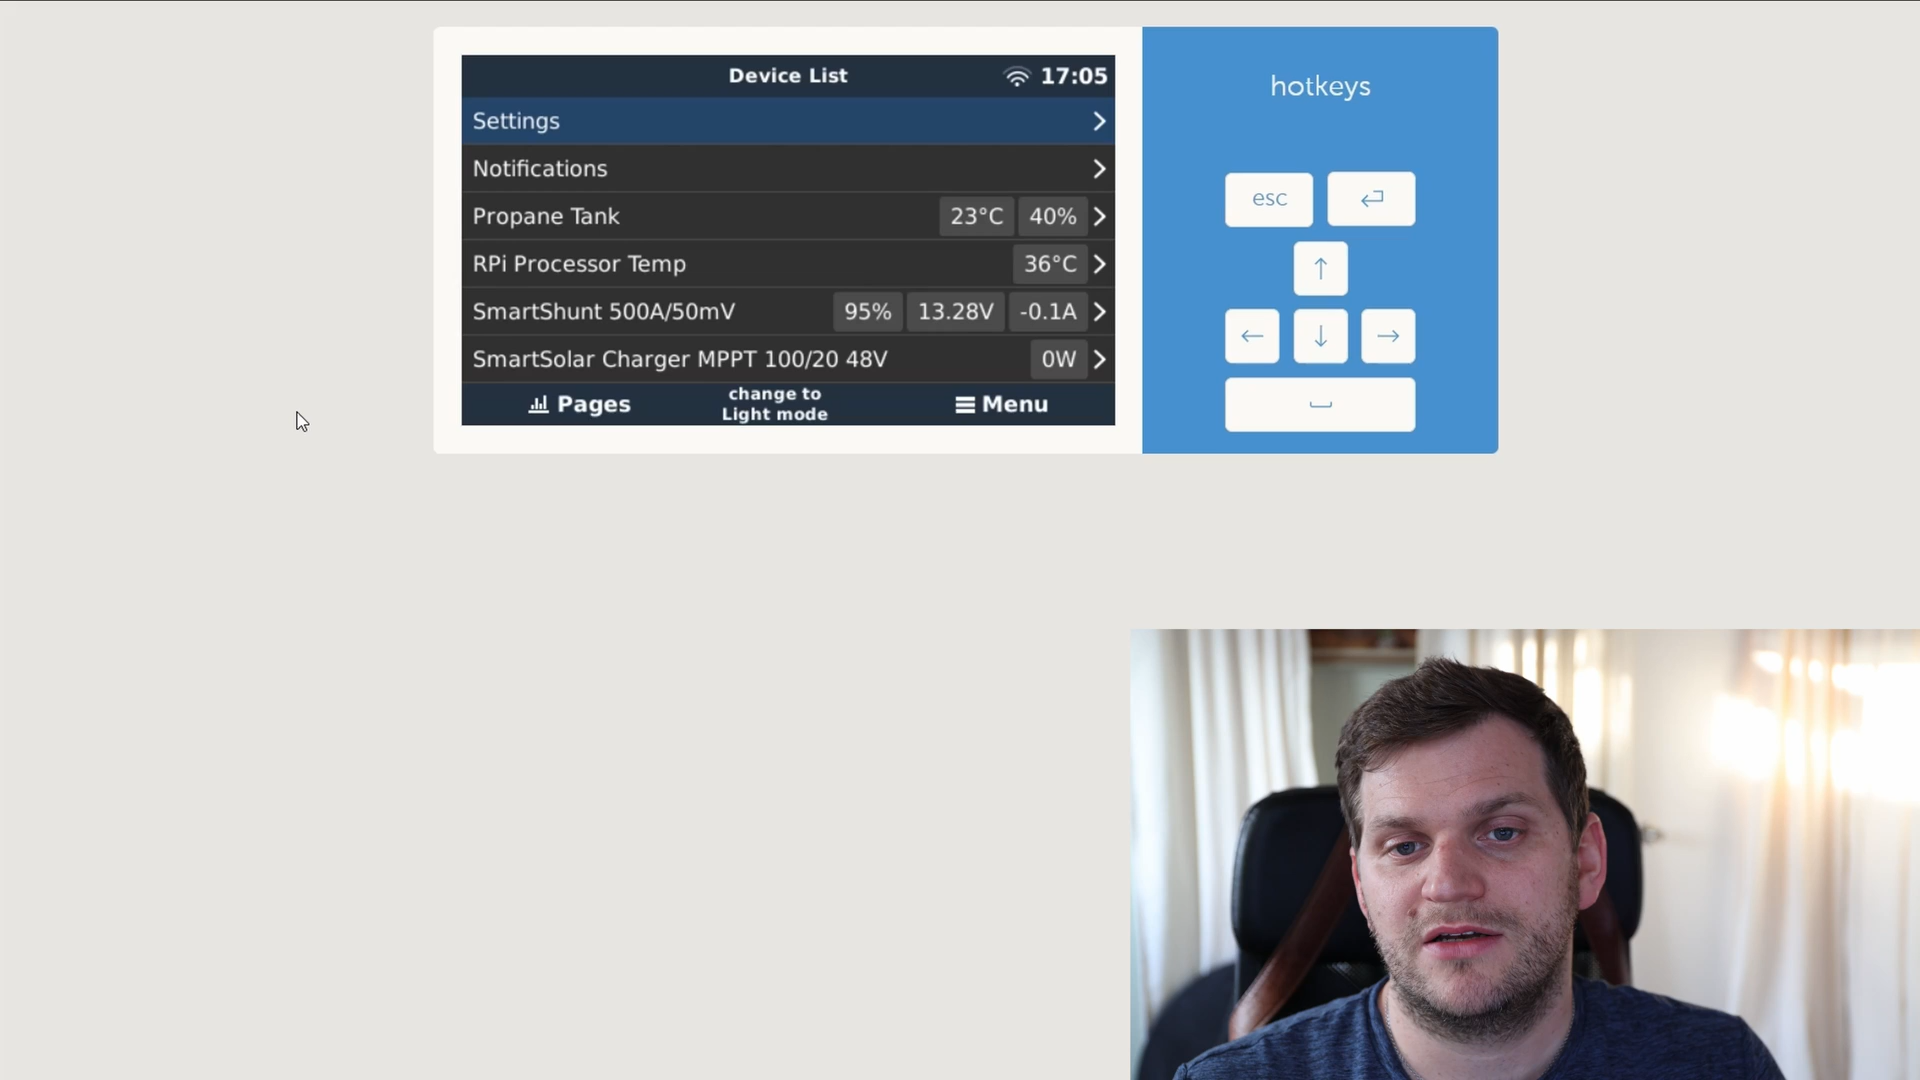 Device List 17:05
Settings
Notifications
Propane Tank 23°C 40%
RPi Processor Temp 36°C
SmartShunt 500A/50mV 95% 13.28V -0.1A
SmartSolar Charger MPPT 100/20 48V 0W
Pages
change to
Light mode
Menu
hotkeys
esc